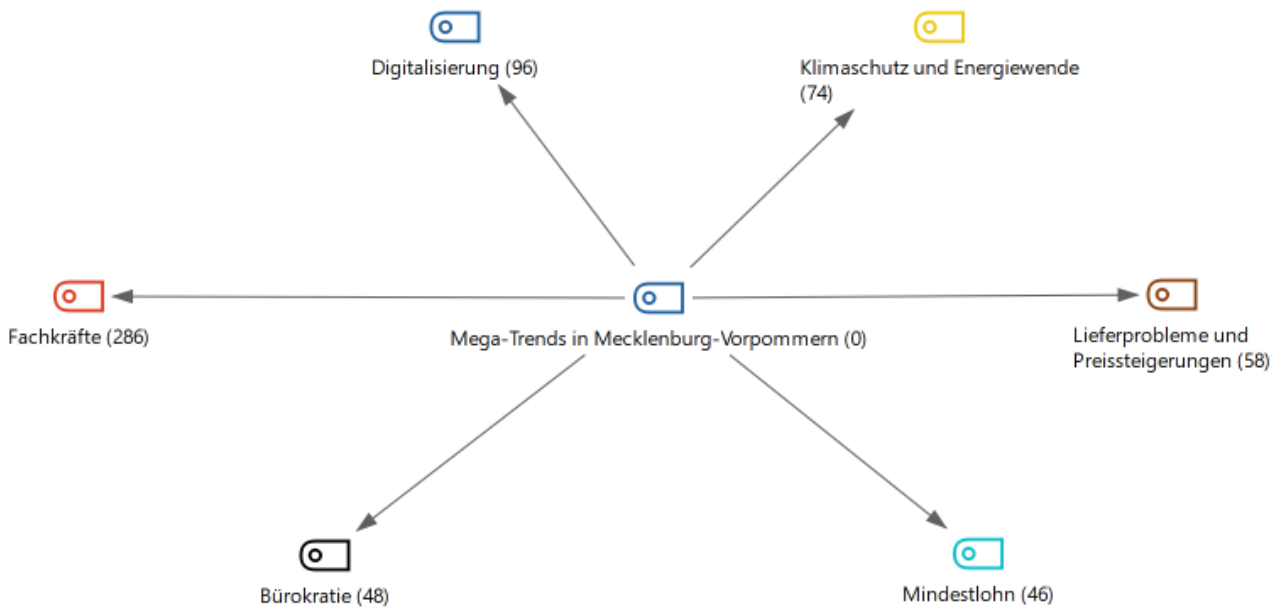 Digitalisierung (96)
Klimaschutz und Energiewende
(74)
Fachkräfte (286)
Mega-Trends in Mecklenburg-Vorpommern (0)
Lieferprobleme und
Preissteigerungen (58)
Bürokratie (48)
Mindestlohn (46)